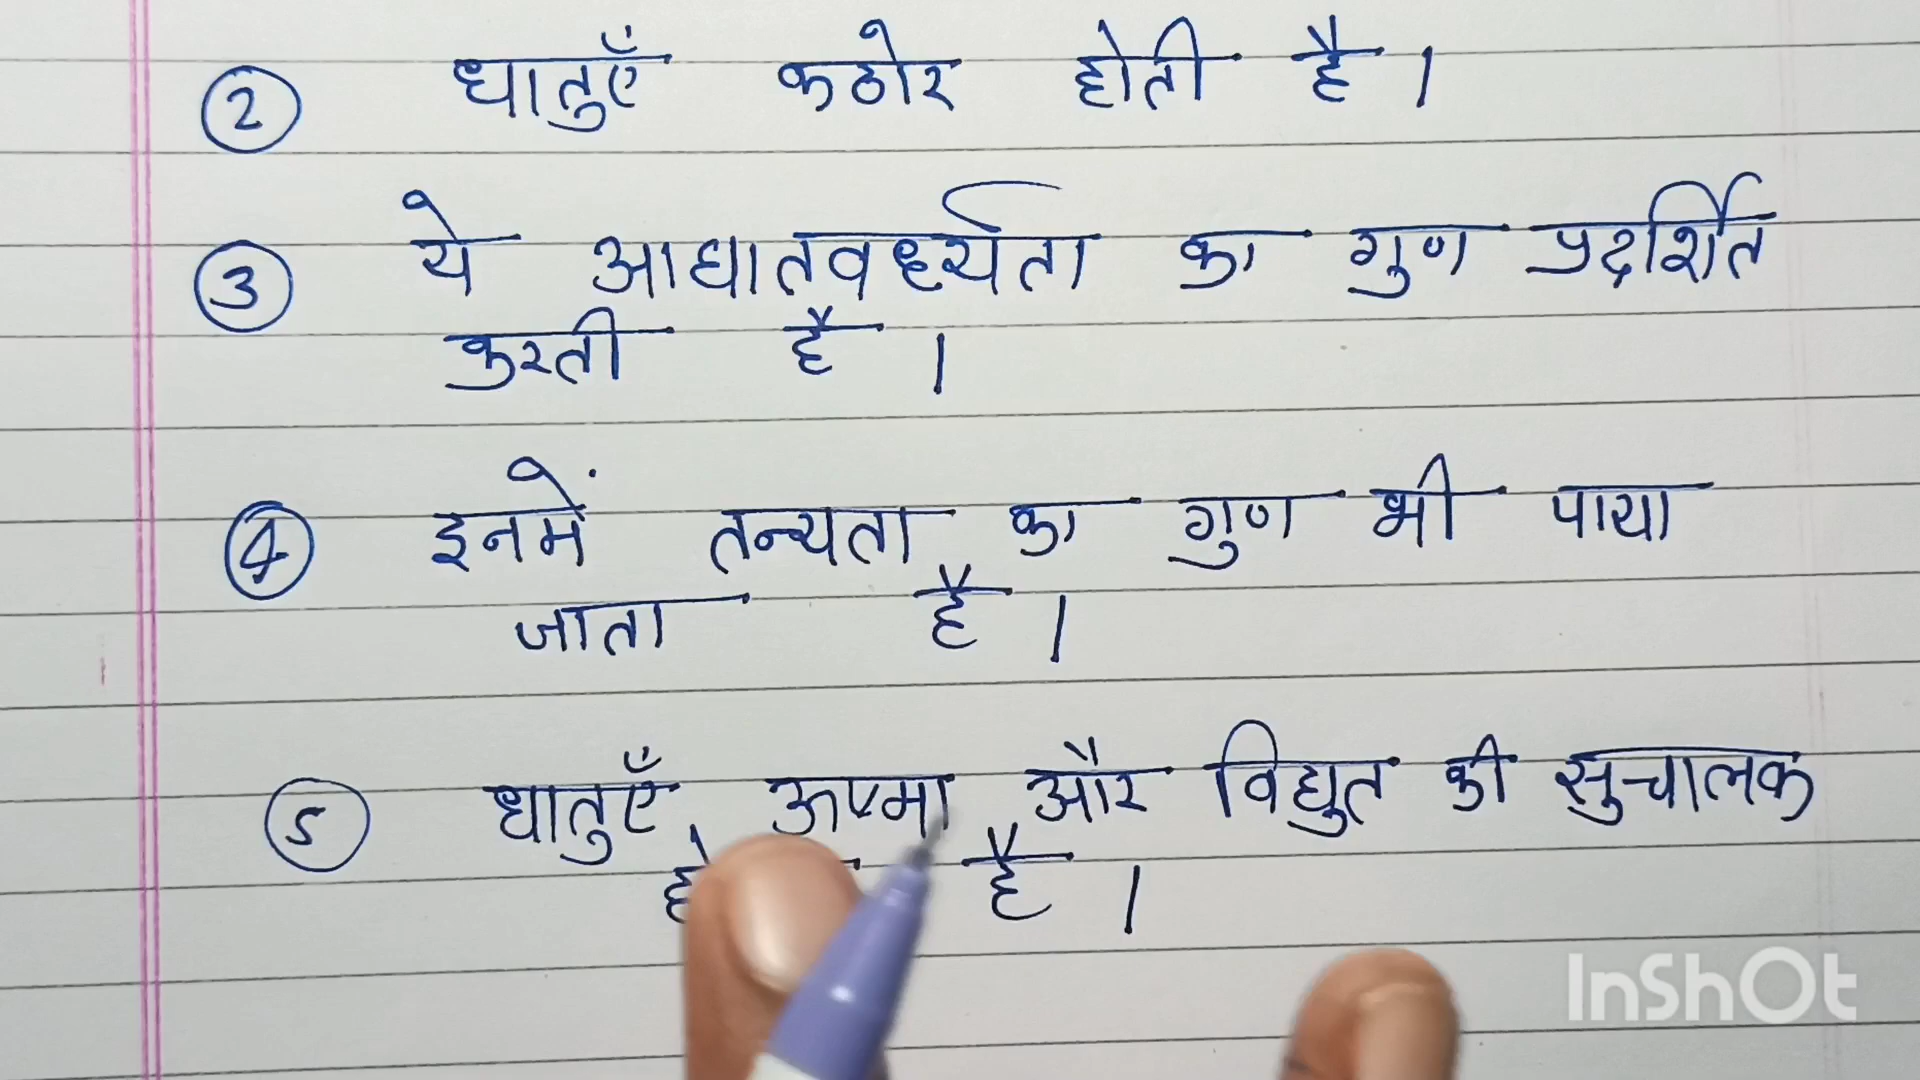 ② धातुएँ कठोर होती है।
③ ये आघातवर्ध्यता का गुण प्रदर्शित
करती है।
④ इनमें तन्यता का गुण भी पाया
जाता है।
⑤ धातुएँ ऊष्मा और विद्युत की सुचालक
है।
InShOt